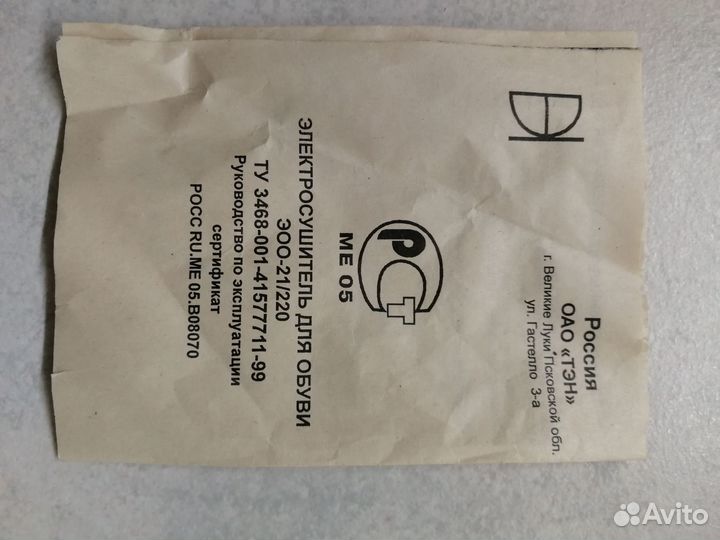 Россия
ОАО «ТЭН»
г. Великие Луки Псковской обл.
ул. Гастелло 3-а
РСТ
МЕ 05
ЭЛЕКТРОСУШИТЕЛЬ ДЛЯ ОБУВИ
ЭОО-21/220
ТУ 3468-001-41577711-99
Руководство по эксплуатации
сертификат
РОСС RU.МЕ 05.В08070
Avito